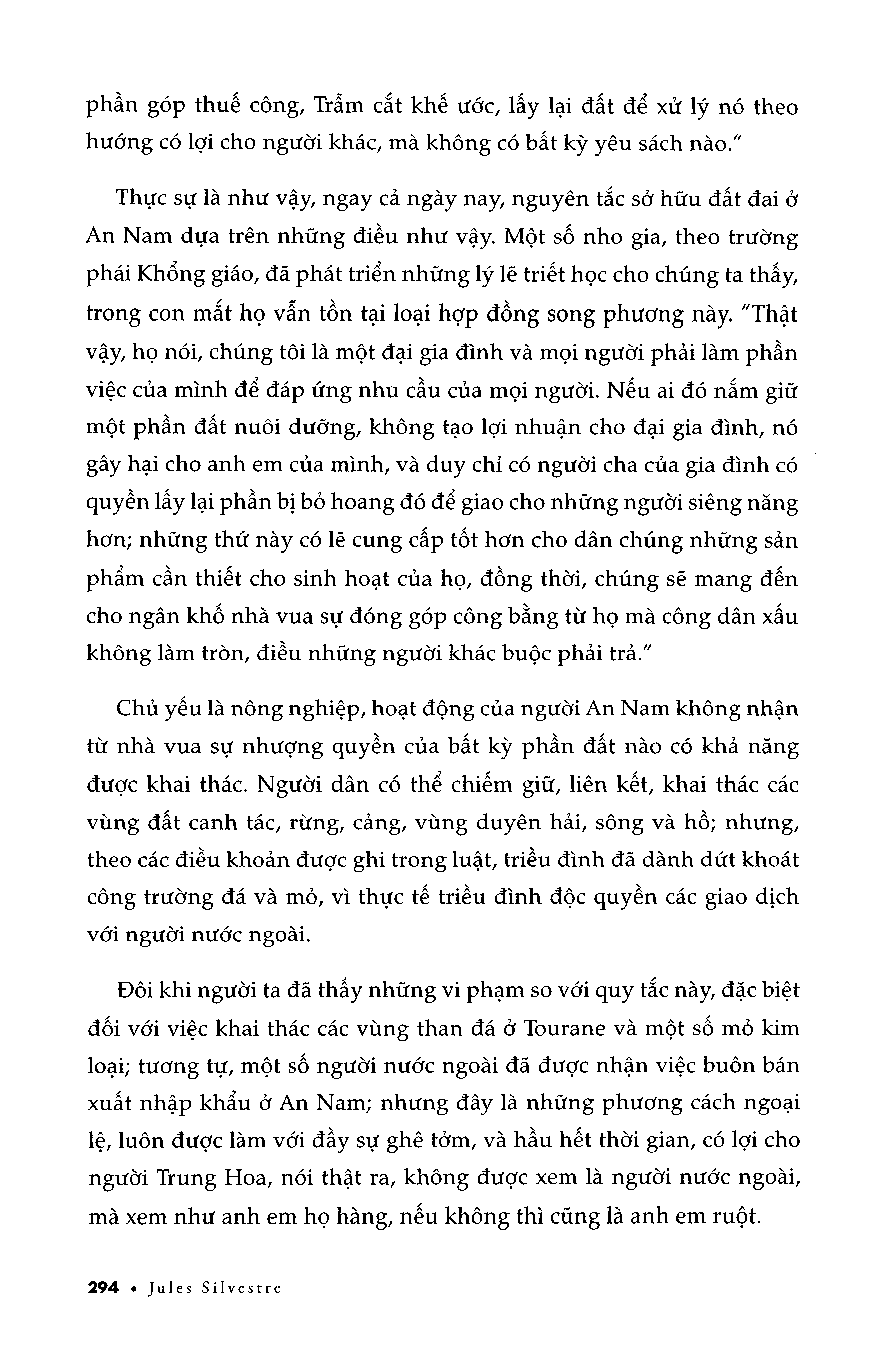 phần góp thuế công, Trẫm cắt khế ước, lấy lại đất để xử lý nó theo
hướng có lợi cho người khác, mà không có bất kỳ yêu sách nào."
Thực sự là như vậy, ngay cả ngày nay, nguyên tắc sở hữu đất đai ở
An Nam dựa trên những điều như vậy. Một số nho gia, theo trường
phái Khổng giáo, đã phát triển những lý lẽ triết học cho chúng ta thấy,
trong con mắt họ vẫn tồn tại loại hợp đồng song phương này. "Thật
vậy, họ nói, chúng tôi là một đại gia đình và mọi người phải làm phần
việc của mình để đáp ứng nhu cầu của mọi người. Nếu ai đó nắm giữ
một phần đất nuôi dưỡng, không tạo lợi nhuận cho đại gia đình, nó
gây hại cho anh em của mình, và duy chỉ có người cha của gia đình có
quyền lấy lại phần bị bỏ hoang đó để giao cho những người siêng năng
hơn; những thứ này có lẽ cung cấp tốt hơn cho dân chúng những sản
phẩm cần thiết cho sinh hoạt của họ, đồng thời, chúng sẽ mang đến
cho ngân khố nhà vua sự đóng góp công bằng từ họ mà công dân xấu
không làm tròn, điều những người khác buộc phải trả."
Chủ yếu là nông nghiệp, hoạt động của người An Nam không nhận
từ nhà vua sự nhượng quyền của bất kỳ phần đất nào có khả năng
được khai thác. Người dân có thể chiếm giữ, liên kết, khai thác các
vùng đất canh tác, rừng, cảng, vùng duyên hải, sông và hồ; nhưng,
theo các điều khoản được ghi trong luật, triều đình đã dành dứt khoát
công trường đá và mỏ, vì thực tế triều đình độc quyền các giao dịch
với người nước ngoài.
Đôi khi người ta đã thấy những vi phạm so với quy tắc này, đặc biệt
đối với việc khai thác các vùng than đá ở Tourane và một số mỏ kim
loại; tương tự, một số người nước ngoài đã được nhận việc buôn bán
xuất nhập khẩu ở An Nam; nhưng đây là những phương cách ngoại
lệ, luôn được làm với đầy sự ghê tởm, và hầu hết thời gian, có lợi cho
người Trung Hoa, nói thật ra, không được xem là người nước ngoài,
mà xem như anh em họ hàng, nếu không thì cũng là anh em ruột.
294 • Jules Silvestre